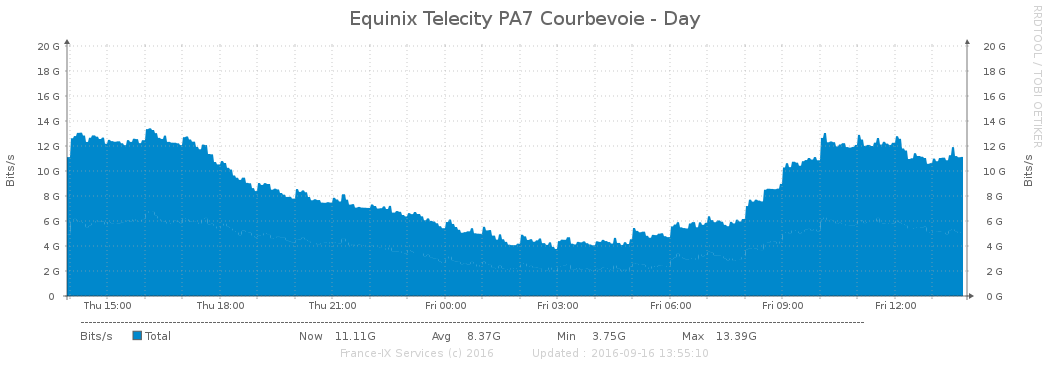 Equinix Telecity PA7 Courbevoie - Day
RRDTOOL / TOBI OETIKER
Bits/s
20 G
18 G
16 G
14 G
12 G
10 G
8 G
6 G
4 G
2 G
0
20 G
18 G
16 G
14 G
12 G
10 G
8 G
6 G
4 G
2 G
0 G
Bits/s
Thu 15:00 Thu 18:00 Thu 21:00 Fri 00:00 Fri 03:00 Fri 06:00 Fri 09:00 Fri 12:00
Bits/s Total Now 11.11G Avg 8.37G Min 3.75G Max 13.39G
France-IX Services (c) 2016 Updated : 2016-09-16 13:55:10